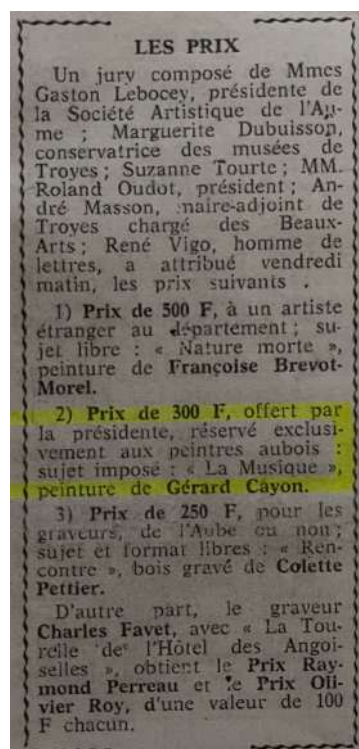 LES PRIX
Un jury composé de Mmes
Gaston Lebocey, présidente de
la Société Artistique de l'Au-
me ; Marguerite Dubuisson,
conservatrice des musées de
Troyes ; Suzanne Tourte ; MM.
Roland Oudot, président ; An-
dré Masson, maire-adjoint de
Troyes chargé des Beaux-
Arts ; René Vigo, homme de
lettres, a attribué vendredi
matin, les prix suivants .
1) Prix de 500 F, à un artiste
étranger au département ; su-
jet libre : « Nature morte »,
peinture de Françoise Brevot-
Morel.
2) Prix de 300 F, offert par
la présidente, réservé exclusi-
vement aux peintres aubois :
sujet imposé : « La Musique »,
peinture de Gérard Cayon.
3) Prix de 250 F, pour les
graveurs, de l'Aube ou non ;
sujet et format libres : « Ren-
contre », bois gravé de Colette
Pettier.
D'autre part, le graveur
Charles Favet, avec « La Tou-
relle de l'Hôtel des Angoi-
selles », obtient le Prix Ray-
mond Perreau et le Prix Oli-
vier Roy, d'une valeur de 100
F chacun.